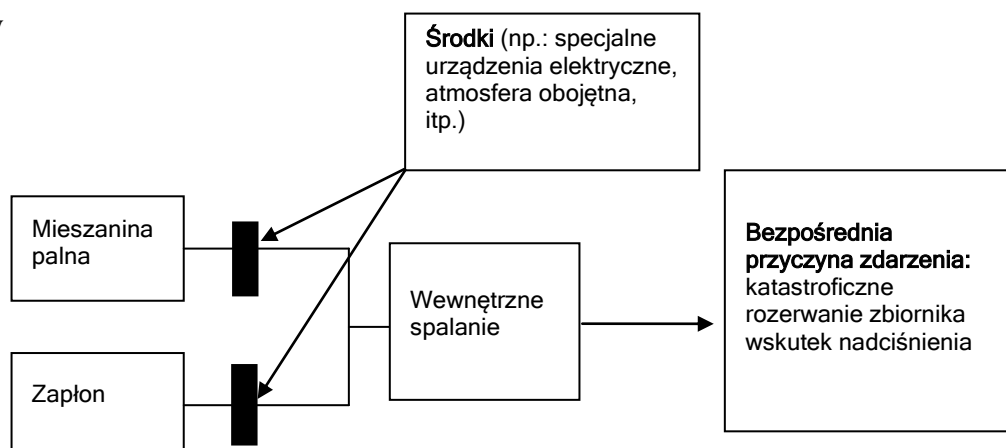 Środki (np.: specjalne
urządzenia elektryczne,
atmosfera obojętna,
itp.)
Mieszanina
palna
Zapłon
Wewnętrzne
spalanie
Bezpośrednia
przyczyna zdarzenia:
katastroficzne
rozerwanie zbiornika
wskutek nadciśnienia